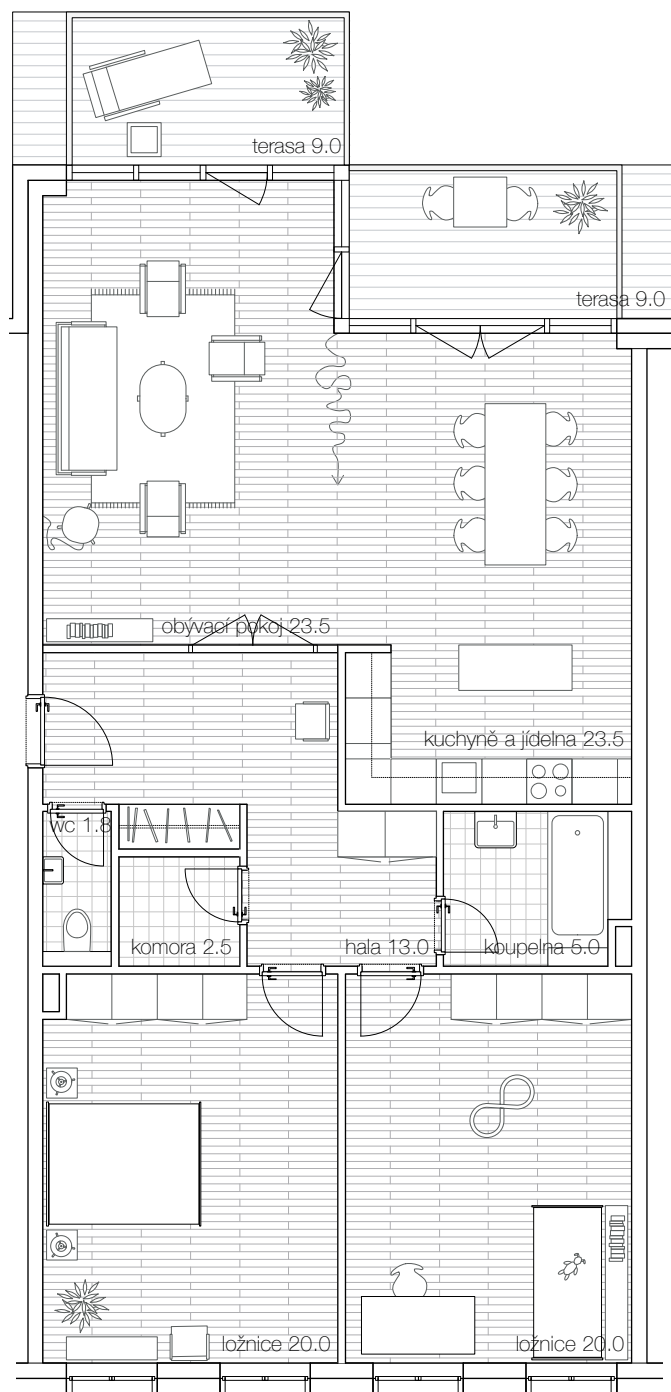 terasa 9.0
terasa 9.0
obývací pokoj 23.5
kuchyně a jídelna 23.5
wc 1.8
komora 2.5
hala 13.0
koupelna 5.0
ložnice 20.0
ložnice 20.0